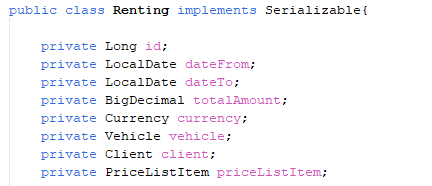 public class Renting implements Serializable{
private Long id;
private LocalDate dateFrom;
private LocalDate dateTo;
private BigDecimal totalAmount;
private Currency currency;
private Vehicle vehicle;
private Client client;
private PriceListItem priceListItem;